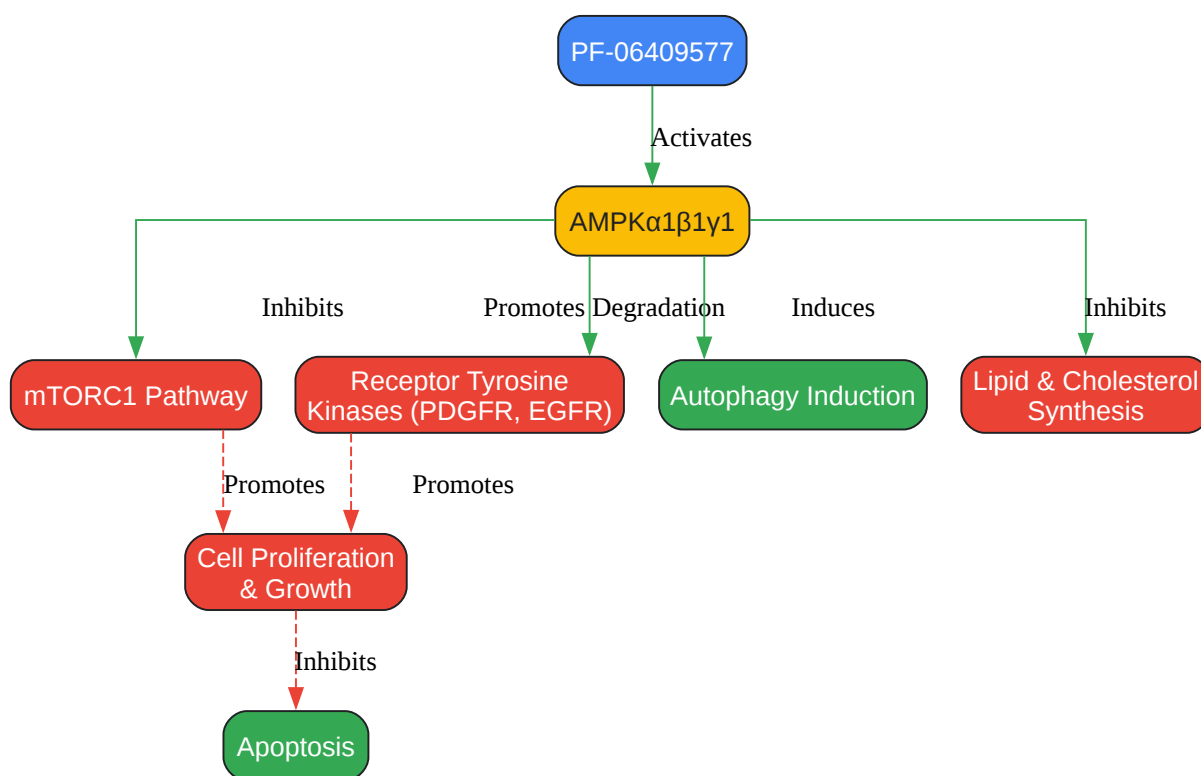 PF-06409577
Activates
AMPKα1β1γ1
Inhibits
Promotes Degradation
Induces
Inhibits
mTORC1 Pathway
Receptor Tyrosine
Kinases (PDGFR, EGFR)
Autophagy Induction
Lipid & Cholesterol
Synthesis
Promotes
Promotes
Cell Proliferation
& Growth
Inhibits
Apoptosis